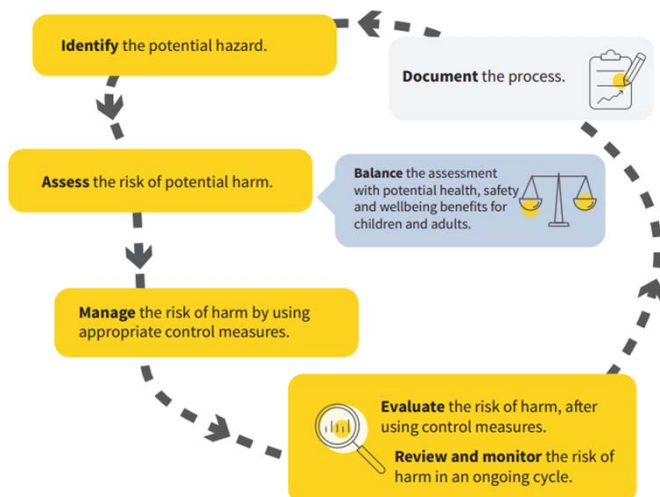 Identify the potential hazard.
Document the process.
Assess the risk of potential harm.
Balance the assessment
with potential health, safety
and wellbeing benefits for
children and adults.
Manage the risk of harm by using
appropriate control measures.
Evaluate the risk of harm, after
using control measures.
Review and monitor the risk of
harm in an ongoing cycle.